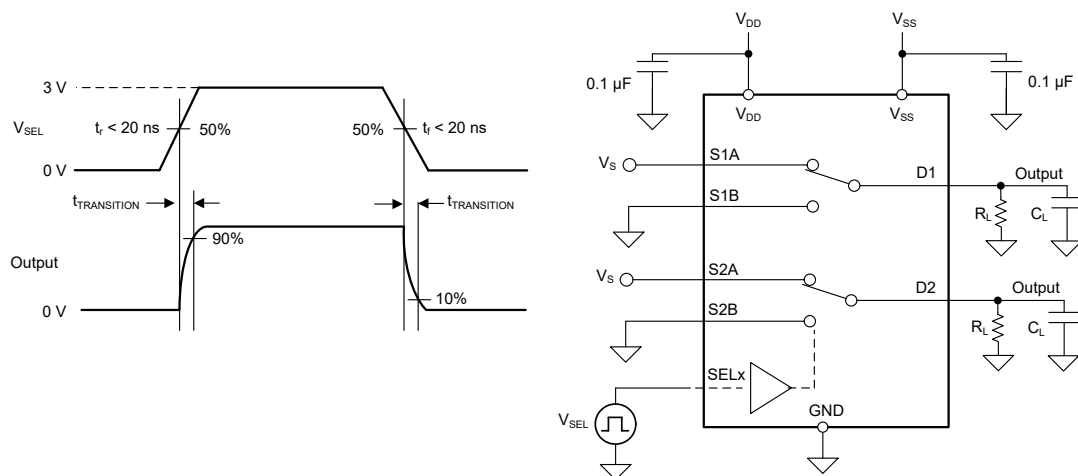 3 V
V_SEL
0 V
t_r < 20 ns
50%
50%
t_f < 20 ns
t_TRANSITION
t_TRANSITION
90%
Output
10%
0 V
V_DD
V_SS
0.1 µF
0.1 µF
V_DD
V_SS
V_S
S1A
D1
Output
S1B
R_L
C_L
V_S
S2A
D2
Output
S2B
R_L
C_L
SELx
V_SEL
GND